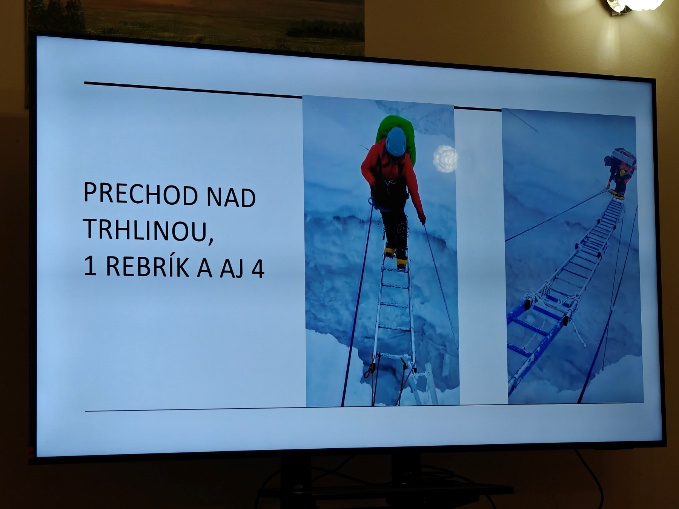 PRECHOD NAD
TRHLINOU,
1 REBRÍK A AJ 4